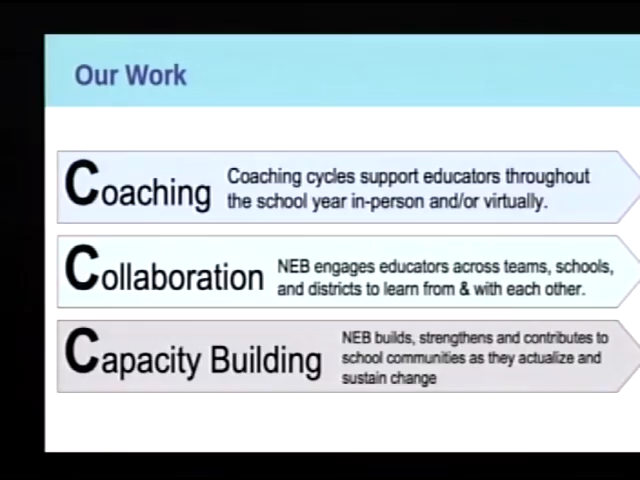 Our Work
Coaching
Coaching cycles support educators throughout
the school year in-person and/or virtually.
Collaboration
NEB engages educators across teams, schools,
and districts to learn from & with each other.
Capacity Building
NEB builds, strengthens and contributes to
school communities as they actualize and
sustain change